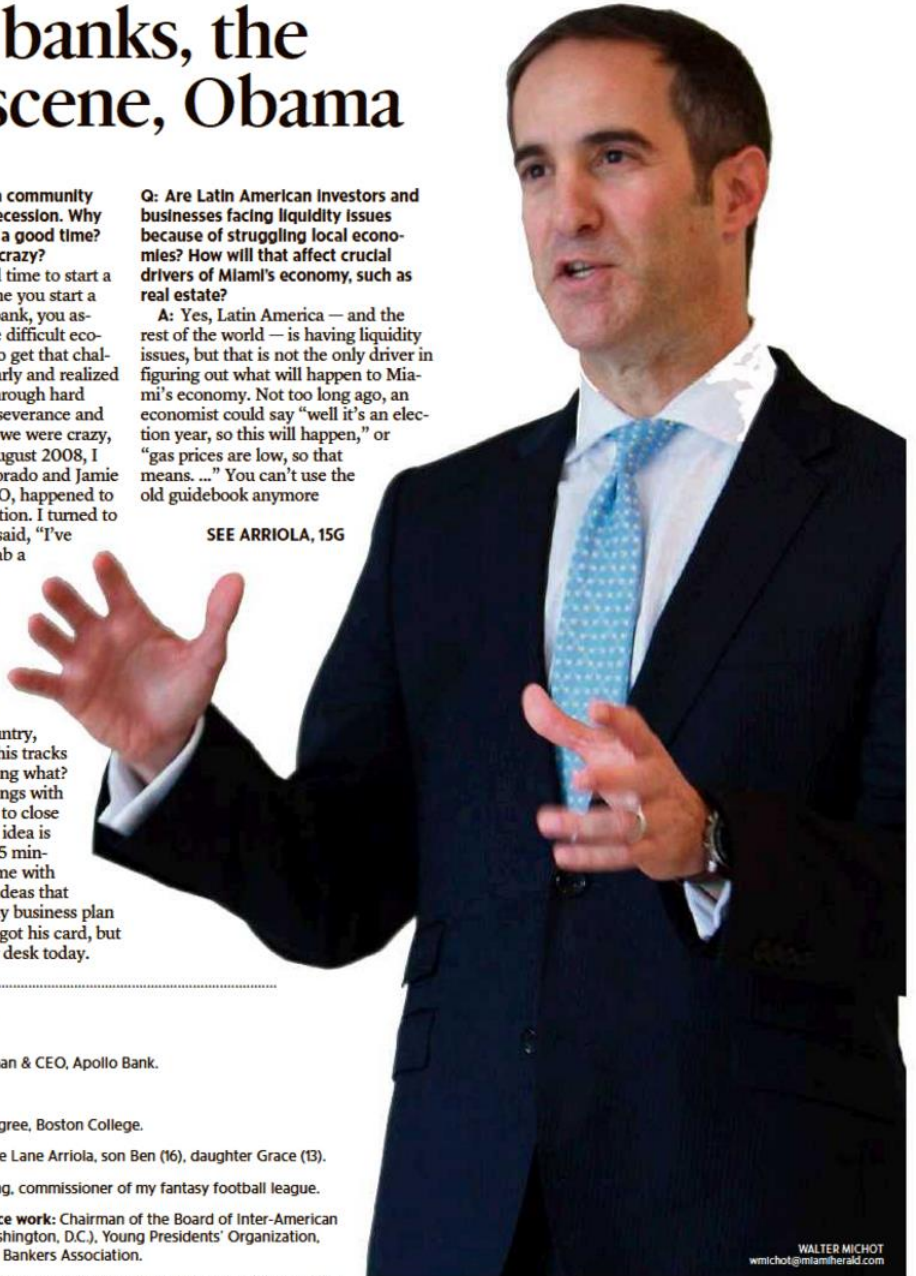 banks, the
scene, Obama
community
ecession. Why
a good time?
crazy?
time to start a
ne you start a
ank, you as-
difficult eco-
o get that chal-
arly and realized
rough hard
severance and
we were crazy,
ugust 2008, I
orado and Jamie
O, happened to
tion. I turned to
said, “I’ve
ab a
untry,
his tracks
ng what?
ngs with
to close
idea is
5 min-
me with
deas that
y business plan
got his card, but
desk today.
Q: Are Latin American investors and
businesses facing liquidity issues
because of struggling local econo-
mies? How will that affect crucial
drivers of Miami’s economy, such as
real estate?
A: Yes, Latin America — and the
rest of the world — is having liquidity
issues, but that is not the only driver in
figuring out what will happen to Mia-
mi’s economy. Not too long ago, an
economist could say “well it’s an elec-
tion year, so this will happen,” or
“gas prices are low, so that
means. ...” You can’t use the
old guidebook anymore
SEE ARRIOLA, 15G
an & CEO, Apollo Bank.
gree, Boston College.
e Lane Arriola, son Ben (16), daughter Grace (13).
g, commissioner of my fantasy football league.
ce work: Chairman of the Board of Inter-American
shington, D.C.), Young Presidents’ Organization,
Bankers Association.
WALTER MICHOT
wmichot@miamiherald.com